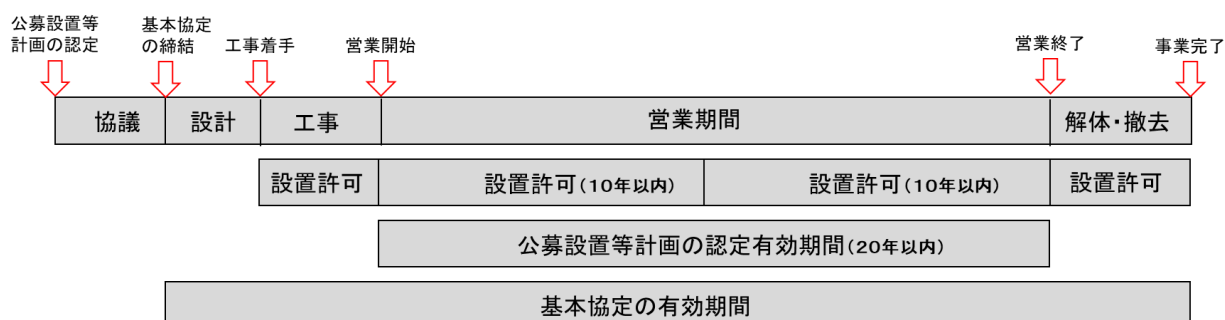 公募設置等
計画の認定
基本協定
の締結
工事着手
営業開始
営業終了
事業完了
協議
設計
工事
営業期間
解体・撤去
設置許可
設置許可(10年以内)
設置許可(10年以内)
設置許可
公募設置等計画の認定有効期間(20年以内)
基本協定の有効期間